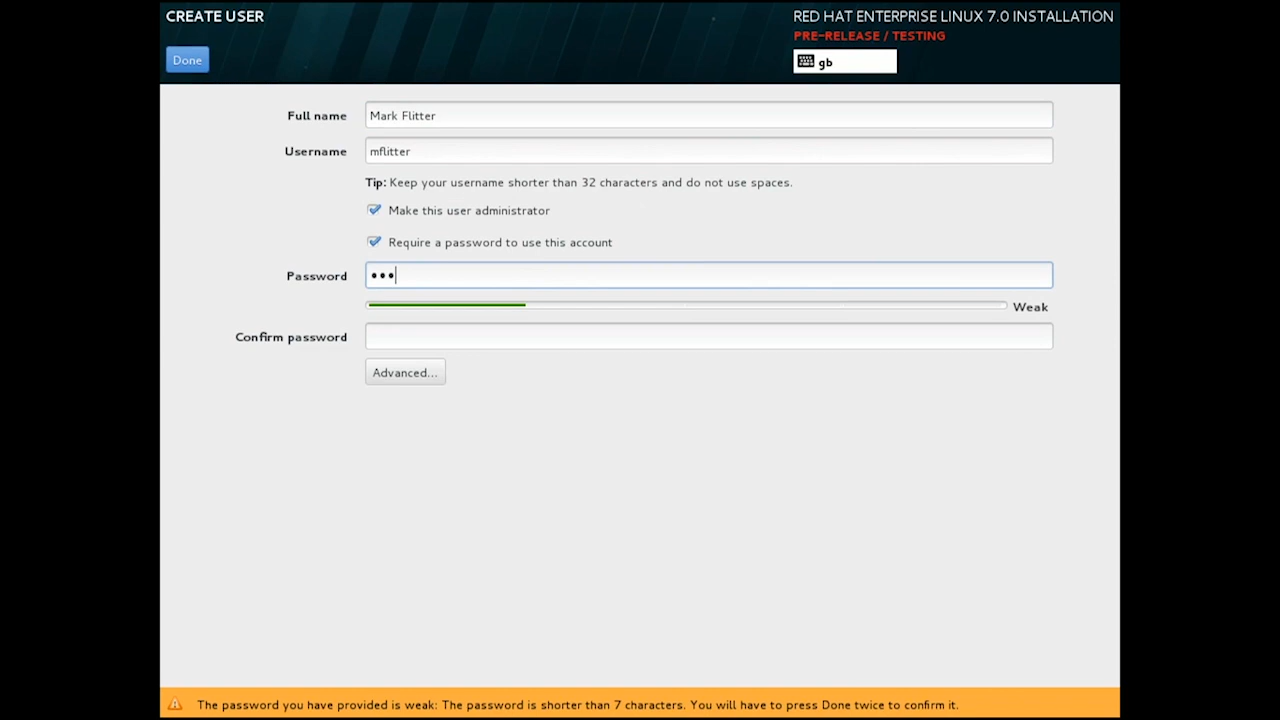 CREATE USER
RED HAT ENTERPRISE LINUX 7.0 INSTALLATION
PRE-RELEASE / TESTING
Done
gb
Full name
Mark Flitter
Username
mflitter
Tip: Keep your username shorter than 32 characters and do not use spaces.
Make this user administrator
Require a password to use this account
Password
•••
Weak
Confirm password
Advanced...
The password you have provided is weak: The password is shorter than 7 characters. You will have to press Done twice to confirm it.